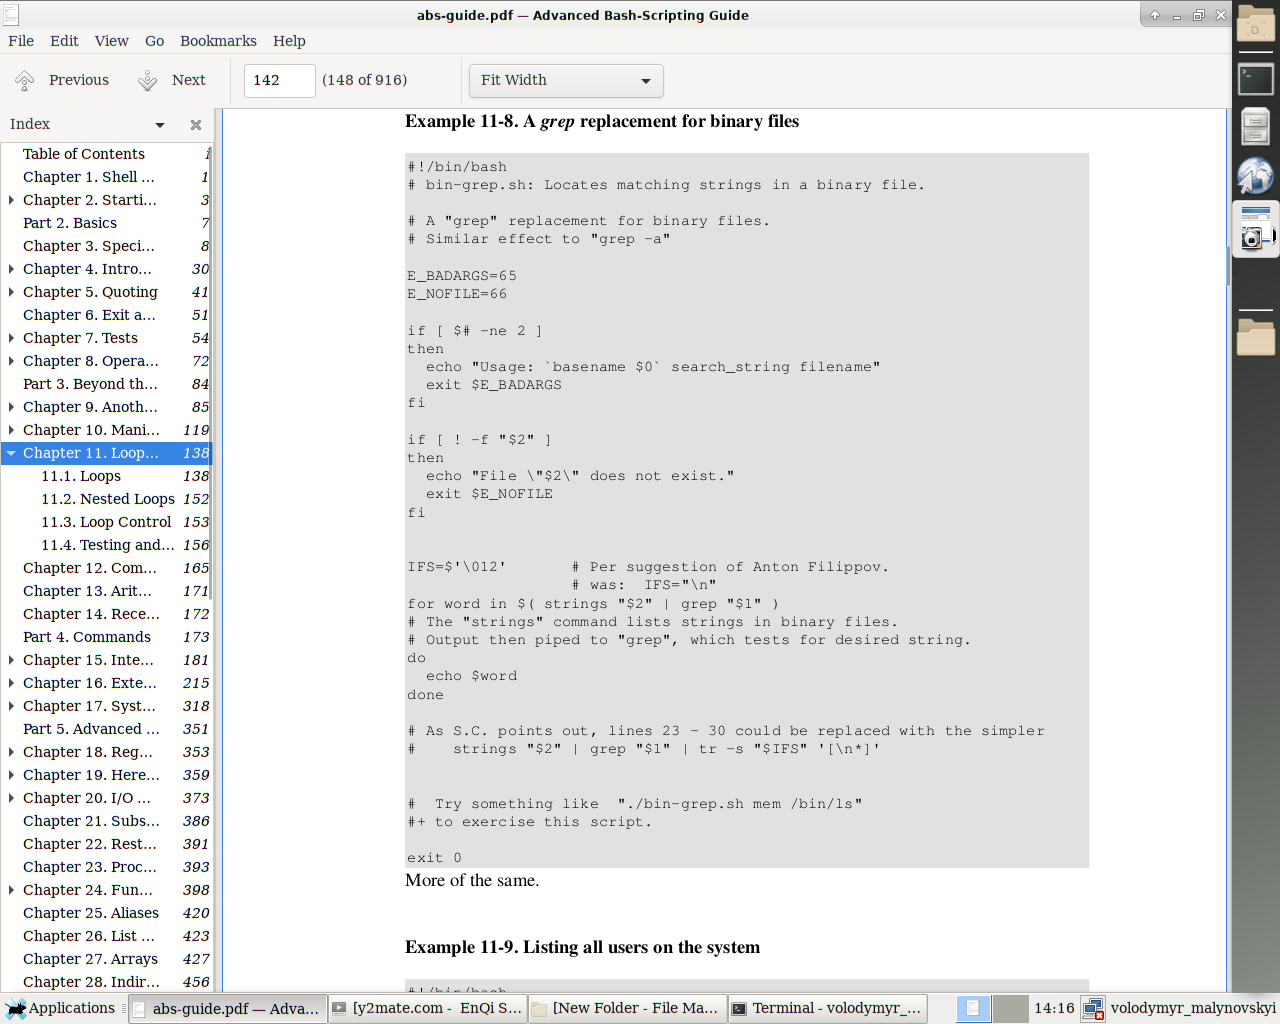 abs-guide.pdf — Advanced Bash-Scripting Guide
File Edit View Go Bookmarks Help
Previous Next 142 (148 of 916) Fit Width
Index
Table of Contents i
Chapter 1. Shell ... 1
Chapter 2. Starti... 3
Part 2. Basics 7
Chapter 3. Speci... 8
Chapter 4. Intro... 30
Chapter 5. Quoting 41
Chapter 6. Exit a... 51
Chapter 7. Tests 54
Chapter 8. Opera... 72
Part 3. Beyond th... 84
Chapter 9. Anoth... 85
Chapter 10. Mani... 119
Chapter 11. Loop... 138
11.1. Loops 138
11.2. Nested Loops 152
11.3. Loop Control 153
11.4. Testing and... 156
Chapter 12. Com... 165
Chapter 13. Arit... 171
Chapter 14. Rece... 172
Part 4. Commands 173
Chapter 15. Inte... 181
Chapter 16. Exte... 215
Chapter 17. Syst... 318
Part 5. Advanced ... 351
Chapter 18. Reg... 353
Chapter 19. Here... 359
Chapter 20. I/O ... 373
Chapter 21. Subs... 386
Chapter 22. Rest... 391
Chapter 23. Proc... 393
Chapter 24. Fun... 398
Chapter 25. Aliases 420
Chapter 26. List ... 423
Chapter 27. Arrays 427
Chapter 28. Indir... 456
Example 11-8. A grep replacement for binary files
#!/bin/bash
# bin-grep.sh: Locates matching strings in a binary file.
# A "grep" replacement for binary files.
# Similar effect to "grep -a"
E_BADARGS=65
E_NOFILE=66
if [ $# -ne 2 ]
then
echo "Usage: `basename $0` search_string filename"
exit $E_BADARGS
fi
if [ ! -f "$2" ]
then
echo "File \"$2\" does not exist."
exit $E_NOFILE
fi
IFS=$'\012' # Per suggestion of Anton Filippov.
# was: IFS="\n"
for word in $( strings "$2" | grep "$1" )
# The "strings" command lists strings in binary files.
# Output then piped to "grep", which tests for desired string.
do
echo $word
done
# As S.C. points out, lines 23 - 30 could be replaced with the simpler
# strings "$2" | grep "$1" | tr -s "$IFS" '[\n*]'
# Try something like "./bin-grep.sh mem /bin/ls"
#+ to exercise this script.
exit 0
More of the same.
Example 11-9. Listing all users on the system
#!/bin/bash
Applications abs-guide.pdf — Adva... [y2mate.com - EnQi S... [New Folder - File Ma... Terminal - volodymyr_... 14:16 volodymyr_malynovskyi